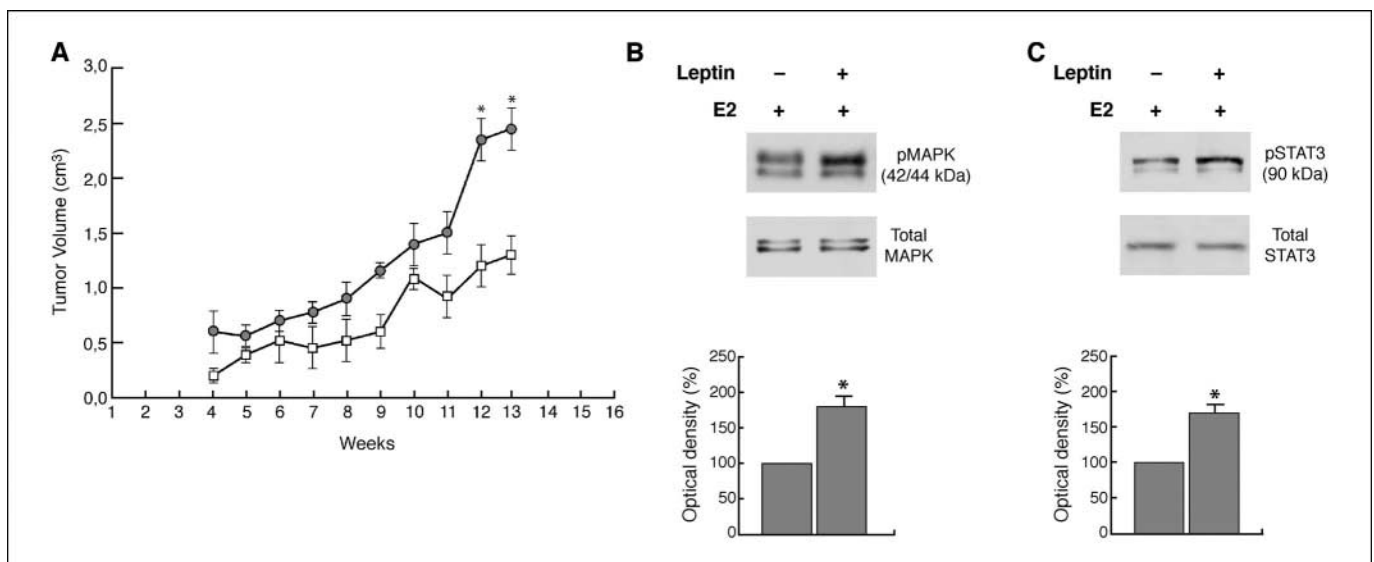 A
3,0
2,5
2,0
1,5
1,0
0,5
0,0
Tumor Volume (cm³)
* *
1 2 3 4 5 6 7 8 9 10 11 12 13 14 15 16
Weeks
B
Leptin – +
E2 + +
pMAPK
(42/44 kDa)
Total
MAPK
250
200
150
100
50
0
Optical density (%)
*
C
Leptin – +
E2 + +
pSTAT3
(90 kDa)
Total
STAT3
250
200
150
100
50
0
Optical density (%)
*